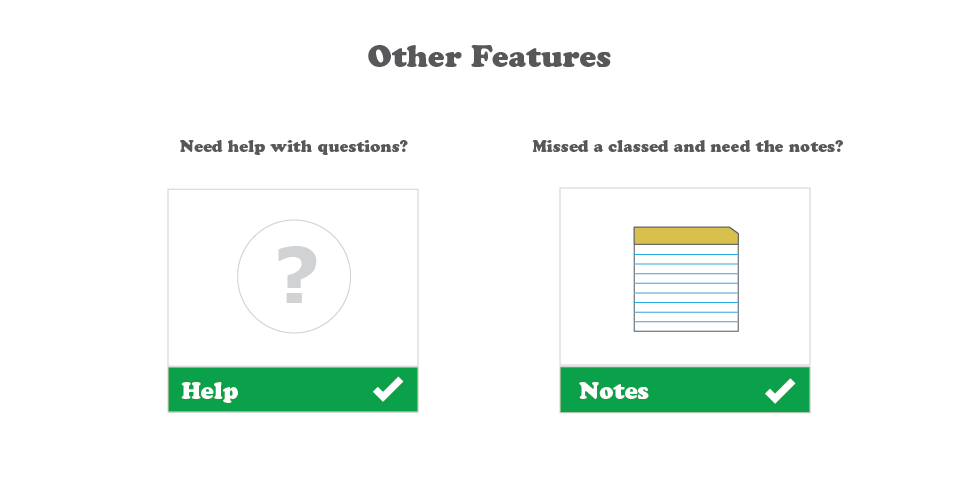 Other Features
Need help with questions?
Missed a classed and need the notes?
?
Help
Notes